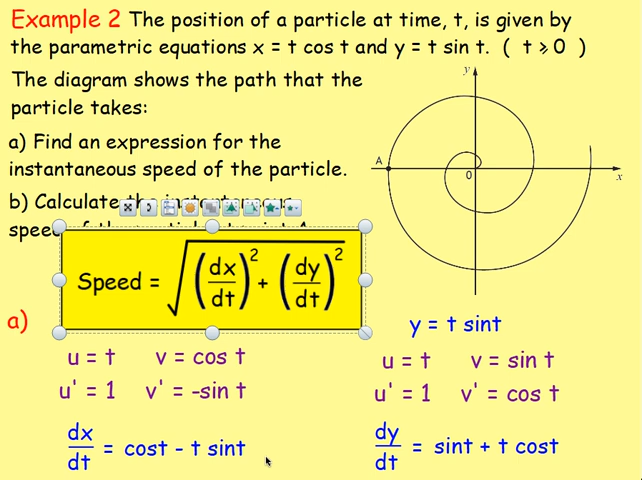 Example 2 The position of a particle at time, t, is given by
the parametric equations x = t cos t and y = t sin t. ( t ⩾ 0 )
The diagram shows the path that the
particle takes:
a) Find an expression for the
instantaneous speed of the particle.
b) Calculate the instantaneous
y
A
0
x
Speed = √((dx/dt)² + (dy/dt)²)
a)
y = t sint
u = t v = cos t
u' = 1 v' = -sin t
u = t v = sin t
u' = 1 v' = cos t
dx/dt = cost - t sint
dy/dt = sint + t cost